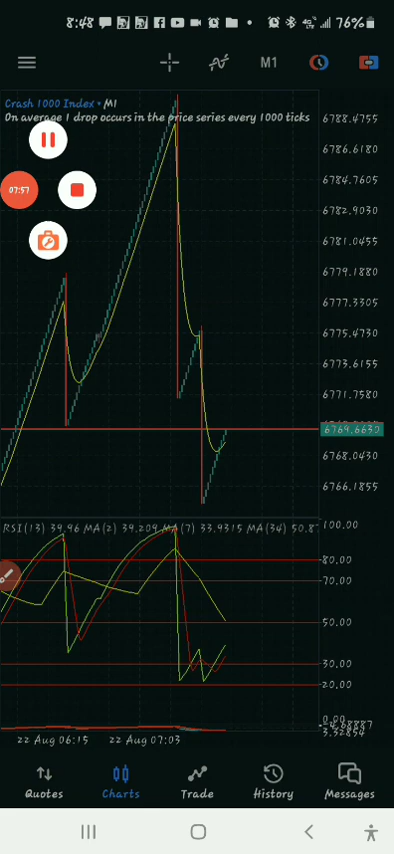 8:48
4G
76%
M1
Crash 1000 Index • M1
On average 1 drop occurs in the price series every 1000 ticks
07:57
6788.4755
6786.6180
6784.7605
6782.9030
6781.0455
6779.1880
6777.3305
6775.4730
6773.6155
6771.7580
6769.6630
6768.0430
6766.1855
RSI(13) 39.96 MA(2) 39.209 MA(7) 33.9315 MA(34) 50.87
100.00
80.00
70.00
50.00
30.00
20.00
0.00
22 Aug 06:15
22 Aug 07:03
Quotes
Charts
Trade
History
Messages